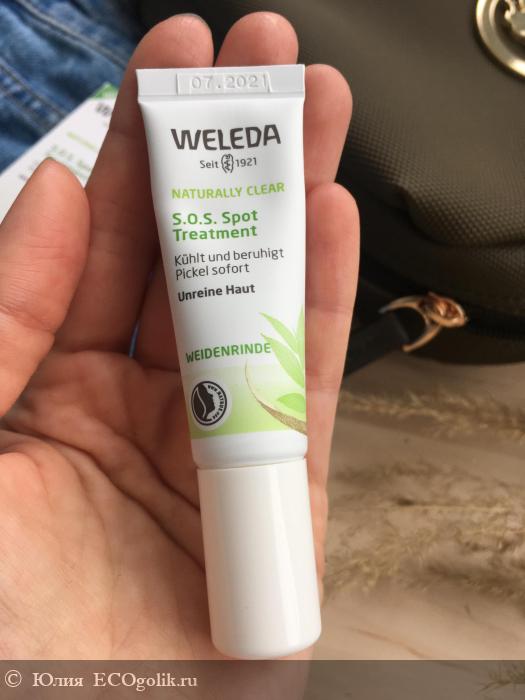 07.2021
WELEDA
Seit 1921
NATURALLY CLEAR
S.O.S. Spot
Treatment
Kühlt und beruhigt
Pickel sofort
Unreine Haut
WEIDENRINDE
S.O.S. Spot
© Юлия ECOgolik.ru